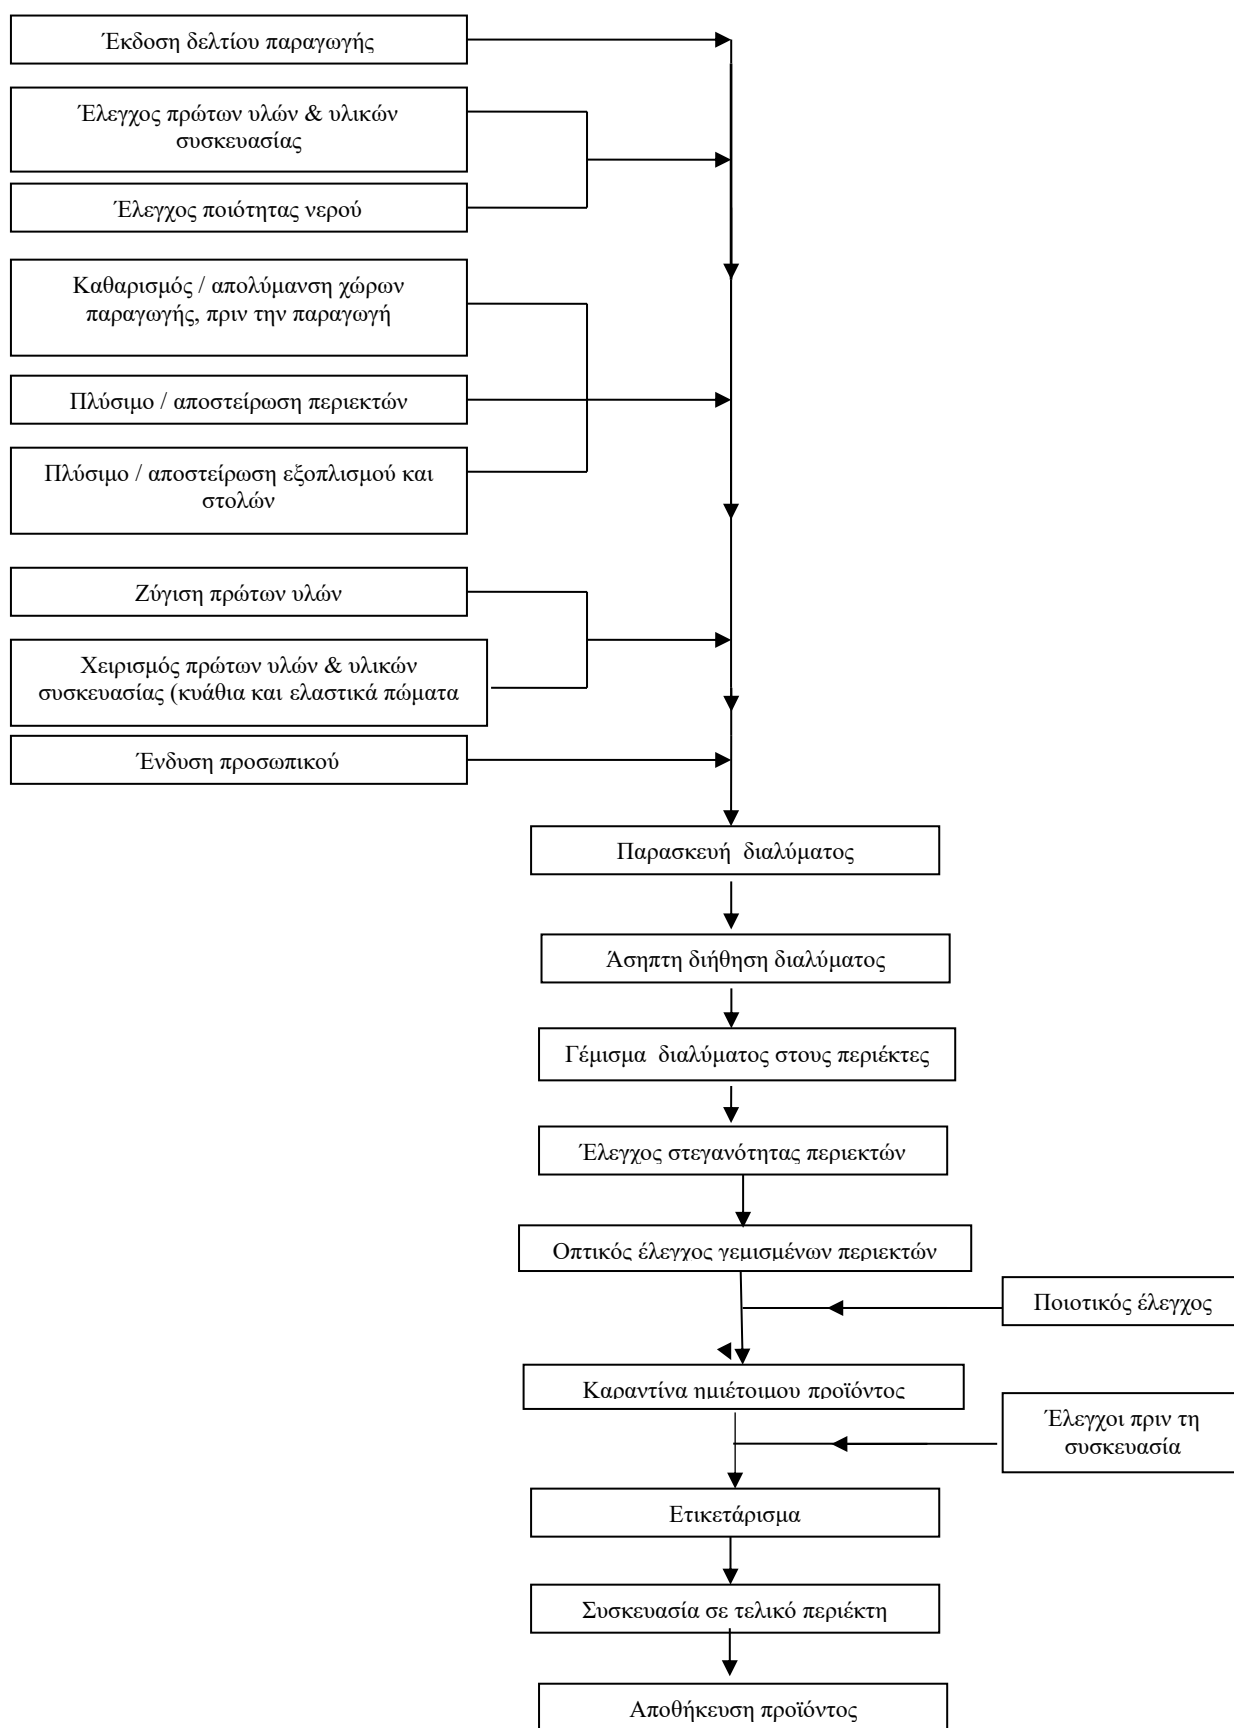 Έκδοση δελτίου παραγωγής
Έλεγχος πρώτων υλών & υλικών
συσκευασίας
Έλεγχος ποιότητας νερού
Καθαρισμός / απολύμανση χώρων
παραγωγής, πριν την παραγωγή
Πλύσιμο / αποστείρωση περιεκτών
Πλύσιμο / αποστείρωση εξοπλισμού και
στολών
Ζύγιση πρώτων υλών
Χειρισμός πρώτων υλών & υλικών
συσκευασίας (κυάθια και ελαστικά πώματα
Ένδυση προσωπικού
Παρασκευή διαλύματος
Άσηπτη διήθηση διαλύματος
Γέμισμα διαλύματος στους περιέκτες
Έλεγχος στεγανότητας περιεκτών
Οπτικός έλεγχος γεμισμένων περιεκτών
Ποιοτικός έλεγχος
Καραντίνα ημιέτοιμου προϊόντος
Έλεγχοι πριν τη
συσκευασία
Ετικετάρισμα
Συσκευασία σε τελικό περιέκτη
Αποθήκευση προϊόντος